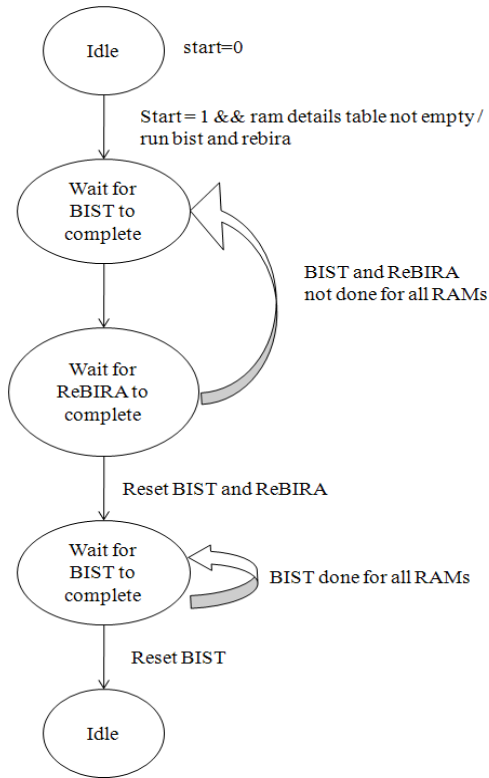 Idle
start=0
Start = 1 && ram details table not empty /
run bist and rebira
Wait for
BIST to
complete
BIST and ReBIRA
not done for all RAMs
Wait for
ReBIRA to
complete
Reset BIST and ReBIRA
Wait for
BIST to
complete
BIST done for all RAMs
Reset BIST
Idle